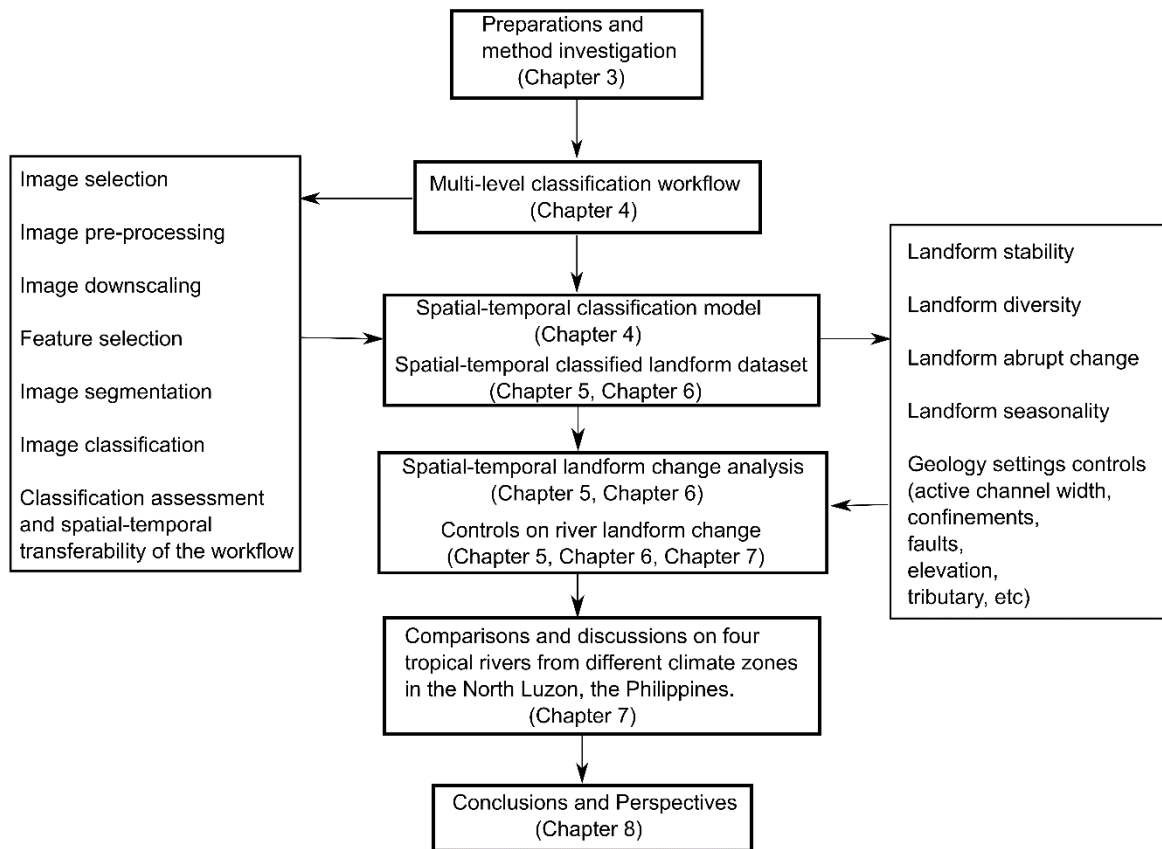 Preparations and
method investigation
(Chapter 3)
Multi-level classification workflow
(Chapter 4)
Image selection
Image pre-processing
Image downscaling
Feature selection
Image segmentation
Image classification
Classification assessment
and spatial-temporal
transferability of the workflow
Spatial-temporal classification model
(Chapter 4)
Spatial-temporal classified landform dataset
(Chapter 5, Chapter 6)
Landform stability
Landform diversity
Landform abrupt change
Landform seasonality
Geology settings controls
(active channel width,
confinements,
faults,
elevation,
tributary, etc)
Spatial-temporal landform change analysis
(Chapter 5, Chapter 6)
Controls on river landform change
(Chapter 5, Chapter 6, Chapter 7)
Comparisons and discussions on four
tropical rivers from different climate zones
in the North Luzon, the Philippines.
(Chapter 7)
Conclusions and Perspectives
(Chapter 8)